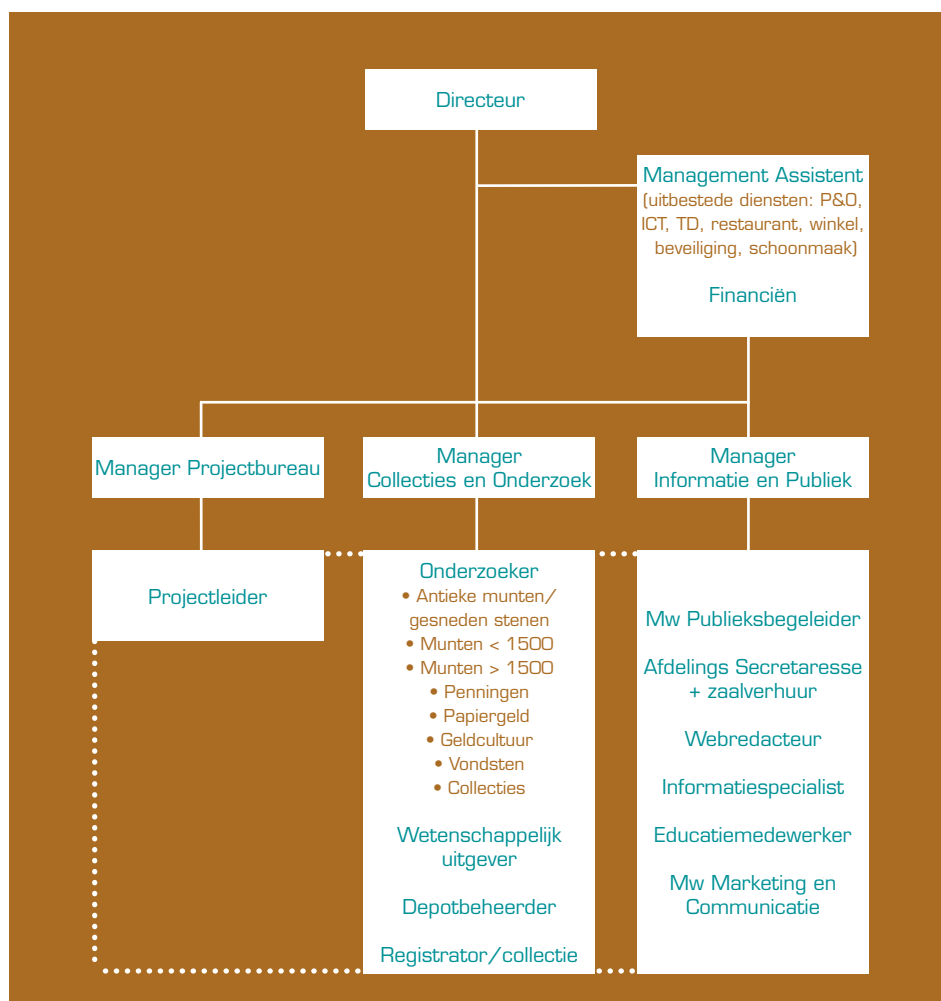 Directeur
Management Assistent
(uitbestede diensten: P&O,
ICT, TD, restaurant, winkel,
beveiliging, schoonmaak)
Financiën
Manager Projectbureau
Manager
Collecties en Onderzoek
Manager
Informatie en Publiek
Projectleider
Onderzoeker
• Antieke munten/
gesneden stenen
• Munten < 1500
• Munten > 1500
• Penningen
• Papiergeld
• Geldcultuur
• Vondsten
• Collecties
Wetenschappelijk
uitgever
Depotbeheerder
Registrator/collectie
Mw Publieksbegeleider
Afdelings Secretaresse
+ zaalverhuur
Webredacteur
Informatiespecialist
Educatiemedewerker
Mw Marketing en
Communicatie